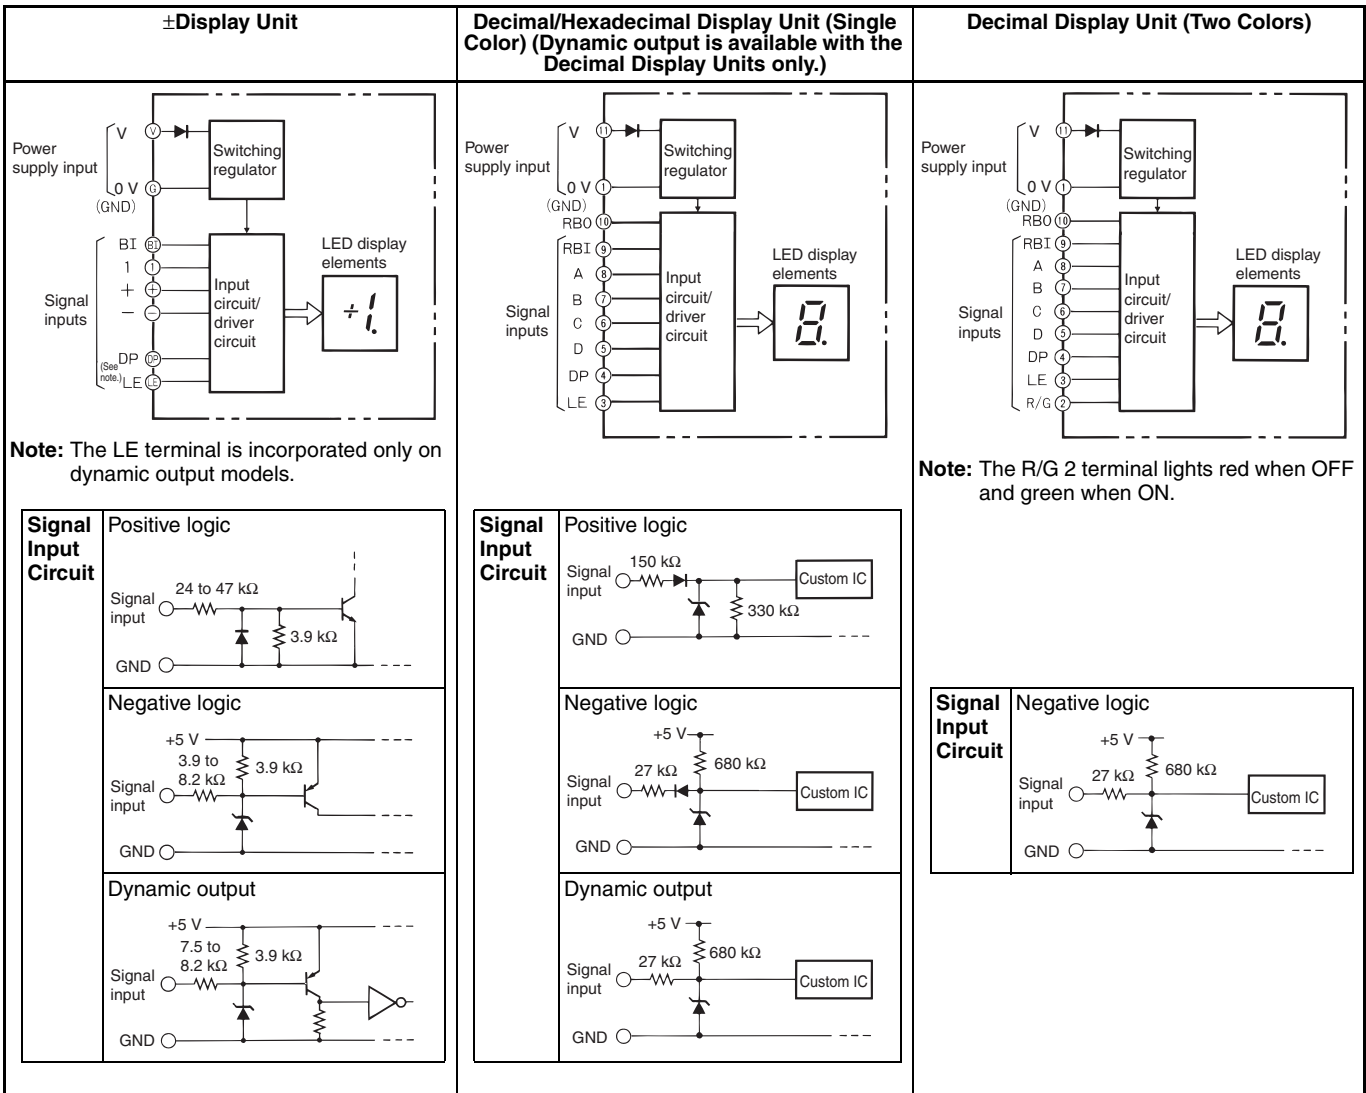 ±Display Unit
Decimal/Hexadecimal Display Unit (Single
Color) (Dynamic output is available with the
Decimal Display Units only.)
Decimal Display Unit (Two Colors)
Power
supply input
V
V
0 V
G
(GND)
Switching
regulator
BI
BI
1
1
+
+
−
−
DP
DP
(See
note.)
LE
LE
Signal
inputs
Input
circuit/
driver
circuit
LED display
elements
Note: The LE terminal is incorporated only on
dynamic output models.
Signal
Input
Circuit
Positive logic
24 to 47 kΩ
Signal
input
3.9 kΩ
GND
Negative logic
+5 V
3.9 to
8.2 kΩ
3.9 kΩ
Signal
input
GND
Dynamic output
+5 V
7.5 to
8.2 kΩ
3.9 kΩ
Signal
input
GND
Power
supply input
V
11
0 V
1
(GND)
Switching
regulator
RBO
10
RBI
9
A
8
B
7
C
6
D
5
DP
4
LE
3
Signal
inputs
Input
circuit/
driver
circuit
LED display
elements
Signal
Input
Circuit
Positive logic
150 kΩ
Signal
input
Custom IC
330 kΩ
GND
Negative logic
+5 V
27 kΩ
680 kΩ
Signal
input
Custom IC
GND
Dynamic output
+5 V
27 kΩ
680 kΩ
Signal
input
Custom IC
GND
Power
supply input
V
11
0 V
1
(GND)
Switching
regulator
RBO
10
RBI
9
A
8
B
7
C
6
D
5
DP
4
LE
3
R/G
2
Signal
inputs
Input
circuit/
driver
circuit
LED display
elements
Note: The R/G 2 terminal lights red when OFF
and green when ON.
Signal
Input
Circuit
Negative logic
+5 V
27 kΩ
680 kΩ
Signal
input
Custom IC
GND